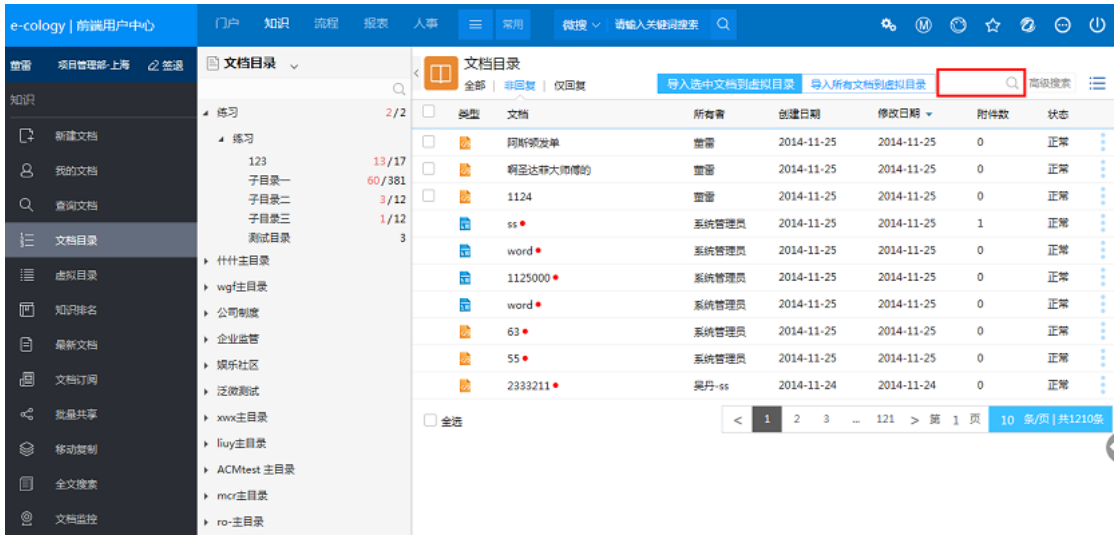 e-cology | 前端用户中心 门户 知识 流程 报表 人事 常用 微搜 请输入关键词搜索
董雷 项目管理部-上海 签退
知识
新建文档
我的文档
查询文档
文档目录
虚拟目录
知识排名
最新文档
文档订阅
批量共享
移动复制
全文搜索
文档监控
文档目录
练习 2/2
练习
123 13/17
子目录一 60/381
子目录二 3/12
子目录三 1/12
测试目录 3
什什主目录
wgf主目录
公司制度
企业监管
娱乐社区
泛微测试
xwx主目录
liuy主目录
ACMtest 主目录
mcr主目录
ro-主目录
文档目录
全部 | 非回复 | 仅回复 导入选中文档到虚拟目录 导入所有文档到虚拟目录 高级搜索
类型 文档 所有者 创建日期 修改日期 附件数 状态
阿斯顿发单 董雷 2014-11-25 2014-11-25 0 正常
啊圣达菲大师傅的 董雷 2014-11-25 2014-11-25 0 正常
1124 董雷 2014-11-25 2014-11-25 0 正常
ss 系统管理员 2014-11-25 2014-11-25 1 正常
word 系统管理员 2014-11-25 2014-11-25 0 正常
1125000 系统管理员 2014-11-25 2014-11-25 0 正常
word 系统管理员 2014-11-25 2014-11-25 0 正常
63 系统管理员 2014-11-25 2014-11-25 0 正常
55 系统管理员 2014-11-25 2014-11-25 0 正常
2333211 吴丹-ss 2014-11-24 2014-11-24 0 正常
全选 < 1 2 3 ... 121 > 第 1 页 10 条/页 | 共1210条